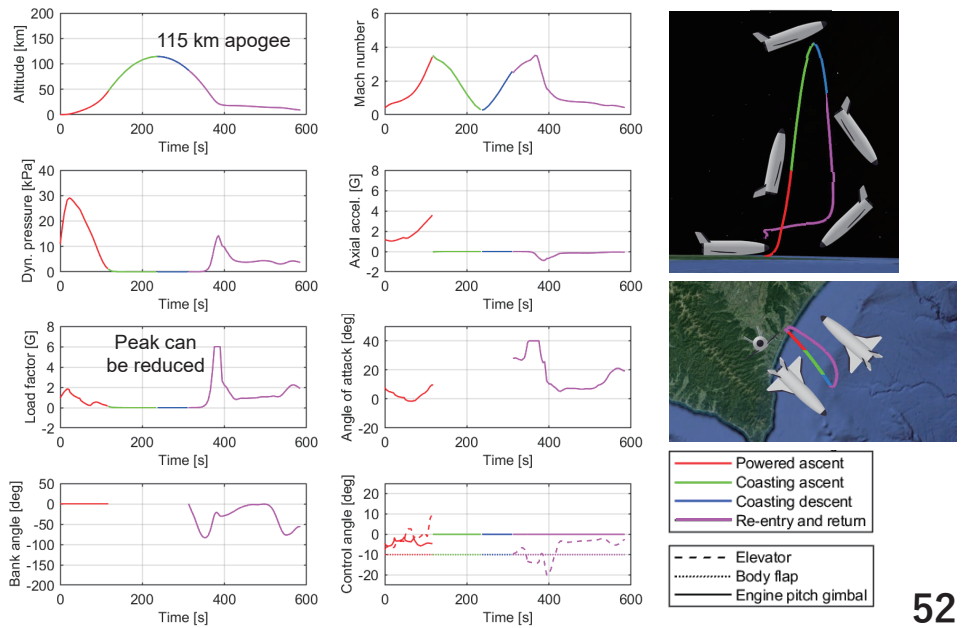 200
150
100
50
0
0
200
400
600
Altitude [km]
Time [s]
115 km apogee
6
4
2
0
0
200
400
600
Mach number
Time [s]
40
30
20
10
0
0
200
400
600
Dyn. pressure [kPa]
Time [s]
8
6
4
2
0
-2
0
200
400
600
Axial accel. [G]
Time [s]
8
6
4
2
0
-2
0
200
400
600
Load factor [G]
Time [s]
Peak can
be reduced
40
20
0
-20
0
200
400
600
Angle of attack [deg]
Time [s]
50
0
-50
-100
-150
-200
0
200
400
600
Bank angle [deg]
Time [s]
20
10
0
-10
-20
0
200
400
600
Control angle [deg]
Time [s]
Powered ascent
Coasting ascent
Coasting descent
Re-entry and return
Elevator
Body flap
Engine pitch gimbal
52